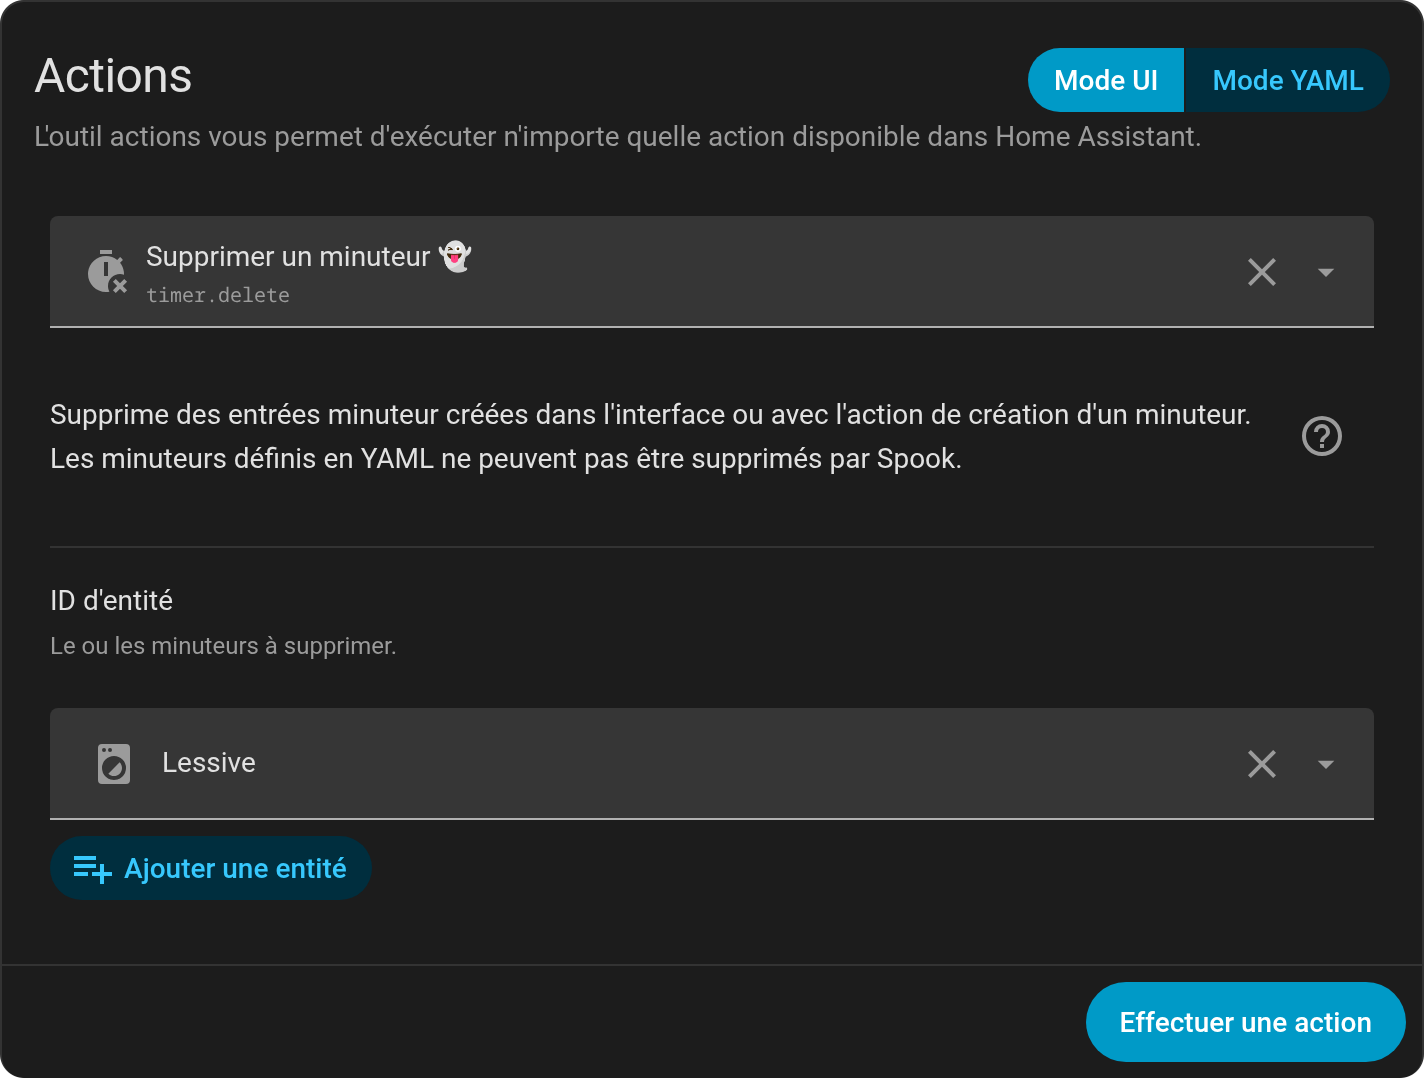 Actions
Mode UI
Mode YAML
L'outil actions vous permet d'exécuter n'importe quelle action disponible dans Home Assistant.
Supprimer un minuteur 👻
timer.delete
Supprime des entrées minuteur créées dans l'interface ou avec l'action de création d'un minuteur.
Les minuteurs définis en YAML ne peuvent pas être supprimés par Spook.
ID d'entité
Le ou les minuteurs à supprimer.
Lessive
Ajouter une entité
Effectuer une action